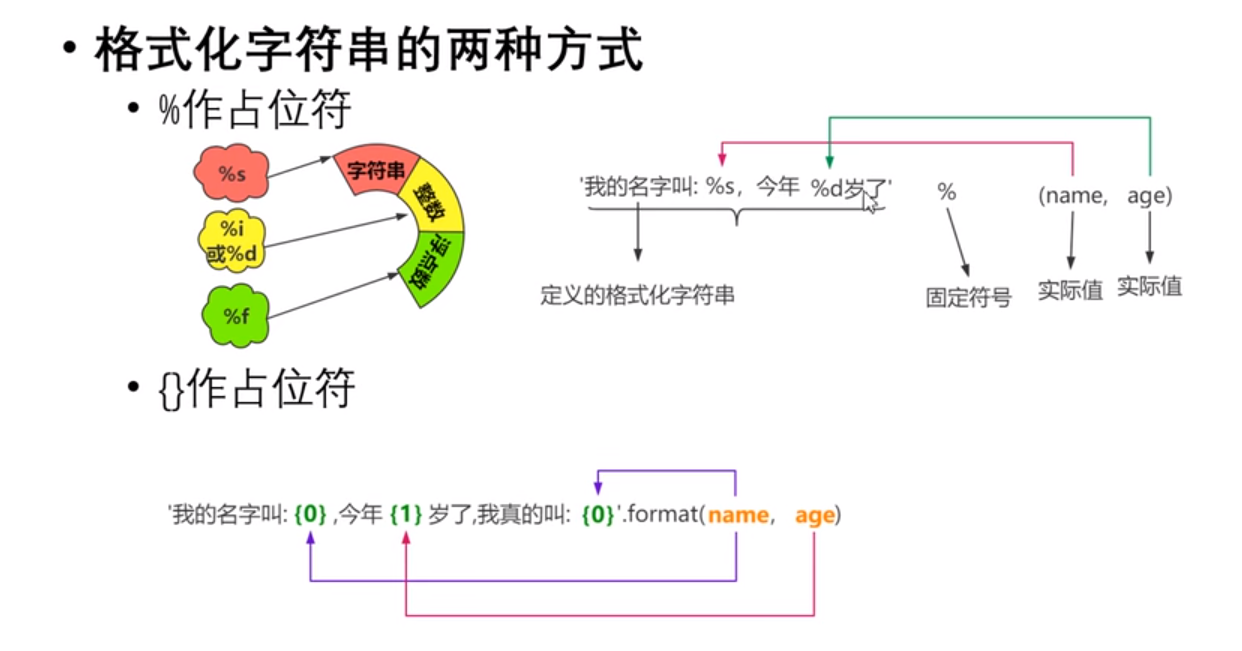 • 格式化字符串的两种方式
• %作占位符
%s
字符串
%i
或%d
整数
%f
浮点数
'我的名字叫: %s，今年 %d岁了' % (name, age)
定义的格式化字符串
固定符号
实际值
实际值
• {}作占位符
'我的名字叫: {0} ,今年 {1} 岁了,我真的叫: {0}'.format(name, age)